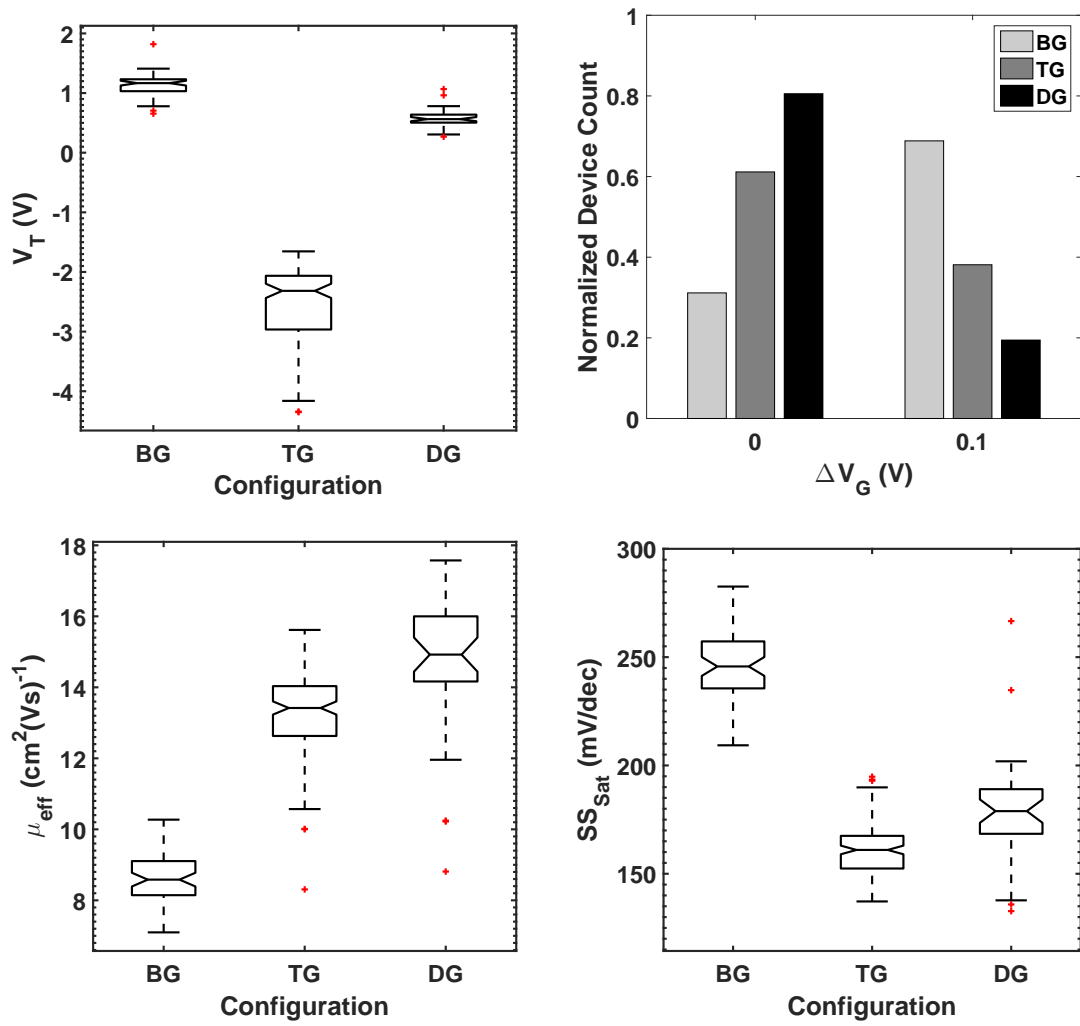 2
1
0
-1
-2
-3
-4
V_T (V)
BG TG DG
Configuration
1
0.8
0.6
0.4
0.2
0
Normalized Device Count
BG
TG
DG
0 0.1
ΔV_G (V)
18
16
14
12
10
8
μ_eff (cm²(Vs)⁻¹
BG TG DG
Configuration
300
250
200
150
SS_Sat (mV/dec)
BG TG DG
Configuration